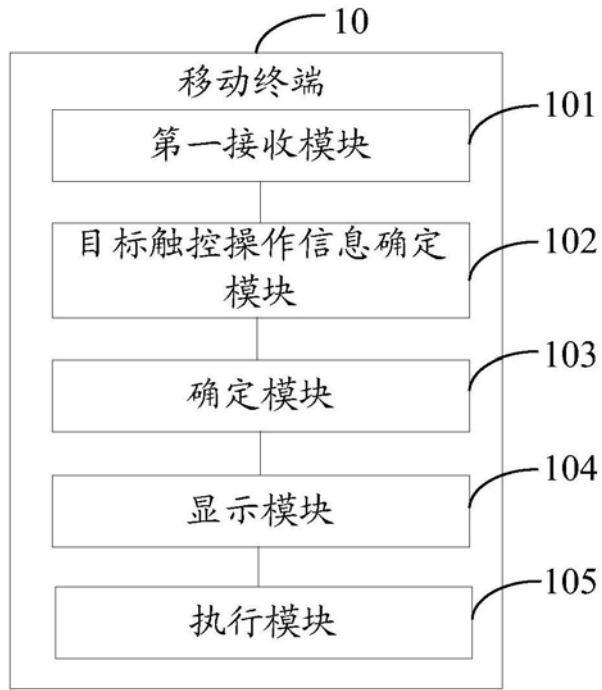 10
移动终端
第一接收模块
101
目标触控操作信息确定
模块
102
确定模块
103
显示模块
104
执行模块
105